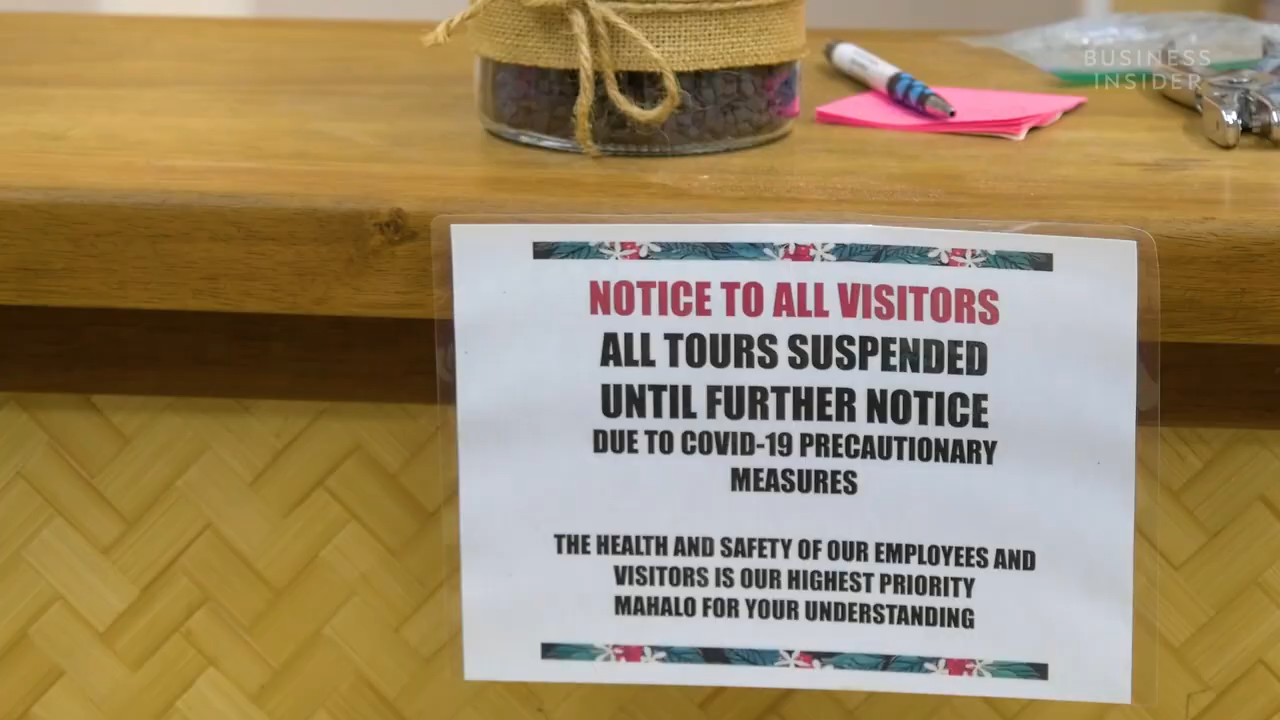 BUSINESS
INSIDER
NOTICE TO ALL VISITORS
ALL TOURS SUSPENDED
UNTIL FURTHER NOTICE
DUE TO COVID-19 PRECAUTIONARY
MEASURES
THE HEALTH AND SAFETY OF OUR EMPLOYEES AND
VISITORS IS OUR HIGHEST PRIORITY
MAHALO FOR YOUR UNDERSTANDING